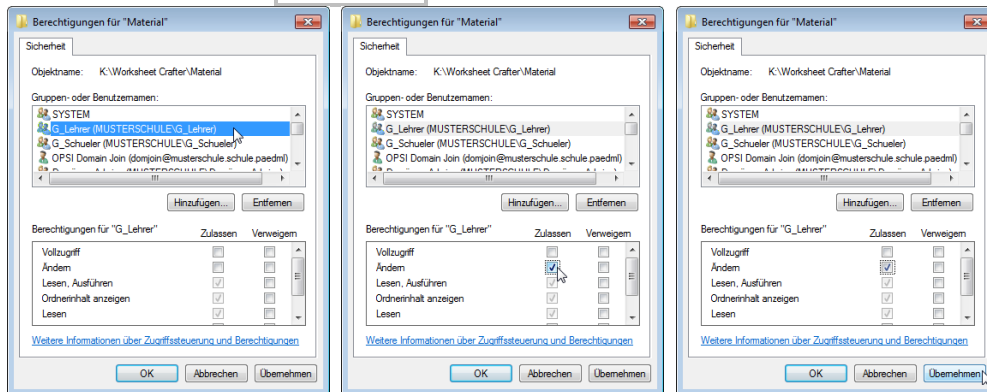 Berechtigungen für "Material"
Sicherheit
Objektname: K:\Worksheet Crafter\Material
Gruppen- oder Benutzernamen:
SYSTEM
G_Lehrer (MUSTERSCHULE\G_Lehrer)
G_Schueler (MUSTERSCHULE\G_Schueler)
OPSI Domain Join (domjoin@musterschule.schule.paedml)
Hinzufügen... Entfernen
Berechtigungen für "G_Lehrer" Zulassen Verweigern
Vollzugriff
Ändern
Lesen, Ausführen
Ordnerinhalt anzeigen
Lesen
Weitere Informationen über Zugriffssteuerung und Berechtigungen
OK Abbrechen Übernehmen
Berechtigungen für "Material"
Sicherheit
Objektname: K:\Worksheet Crafter\Material
Gruppen- oder Benutzernamen:
SYSTEM
G_Lehrer (MUSTERSCHULE\G_Lehrer)
G_Schueler (MUSTERSCHULE\G_Schueler)
OPSI Domain Join (domjoin@musterschule.schule.paedml)
Hinzufügen... Entfernen
Berechtigungen für "G_Lehrer" Zulassen Verweigern
Vollzugriff
Ändern
Lesen, Ausführen
Ordnerinhalt anzeigen
Lesen
Weitere Informationen über Zugriffssteuerung und Berechtigungen
OK Abbrechen Übernehmen
Berechtigungen für "Material"
Sicherheit
Objektname: K:\Worksheet Crafter\Material
Gruppen- oder Benutzernamen:
SYSTEM
G_Lehrer (MUSTERSCHULE\G_Lehrer)
G_Schueler (MUSTERSCHULE\G_Schueler)
OPSI Domain Join (domjoin@musterschule.schule.paedml)
Hinzufügen... Entfernen
Berechtigungen für "G_Lehrer" Zulassen Verweigern
Vollzugriff
Ändern
Lesen, Ausführen
Ordnerinhalt anzeigen
Lesen
Weitere Informationen über Zugriffssteuerung und Berechtigungen
OK Abbrechen Übernehmen